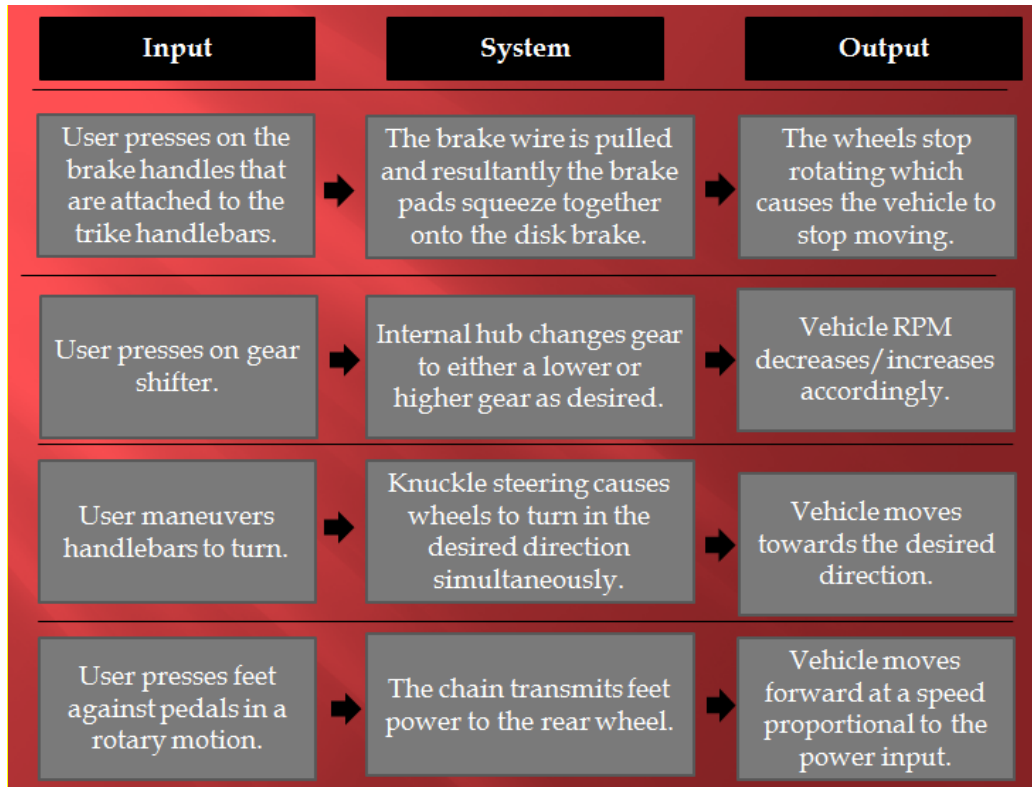 Input
System
Output
User presses on the
brake handles that
are attached to the
trike handlebars.
The brake wire is pulled
and resultantly the brake
pads squeeze together
onto the disk brake.
The wheels stop
rotating which
causes the vehicle to
stop moving.
User presses on gear
shifter.
Internal hub changes gear
to either a lower or
higher gear as desired.
Vehicle RPM
decreases/increases
accordingly.
User maneuvers
handlebars to turn.
Knuckle steering causes
wheels to turn in the
desired direction
simultaneously.
Vehicle moves
towards the desired
direction.
User presses feet
against pedals in a
rotary motion.
The chain transmits feet
power to the rear wheel.
Vehicle moves
forward at a speed
proportional to the
power input.